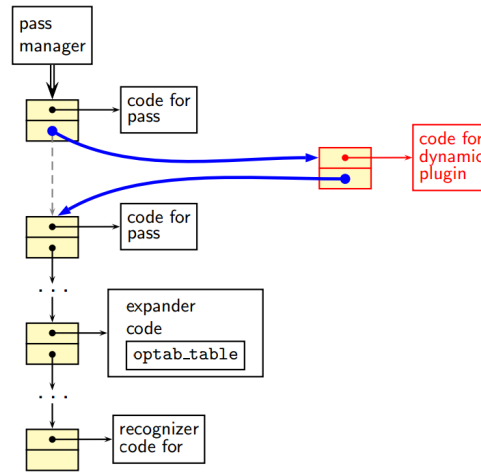 pass
manager
code for
pass
code for
dynamic
plugin
code for
pass
. . .
expander
code
optab_table
. . .
recognizer
code for